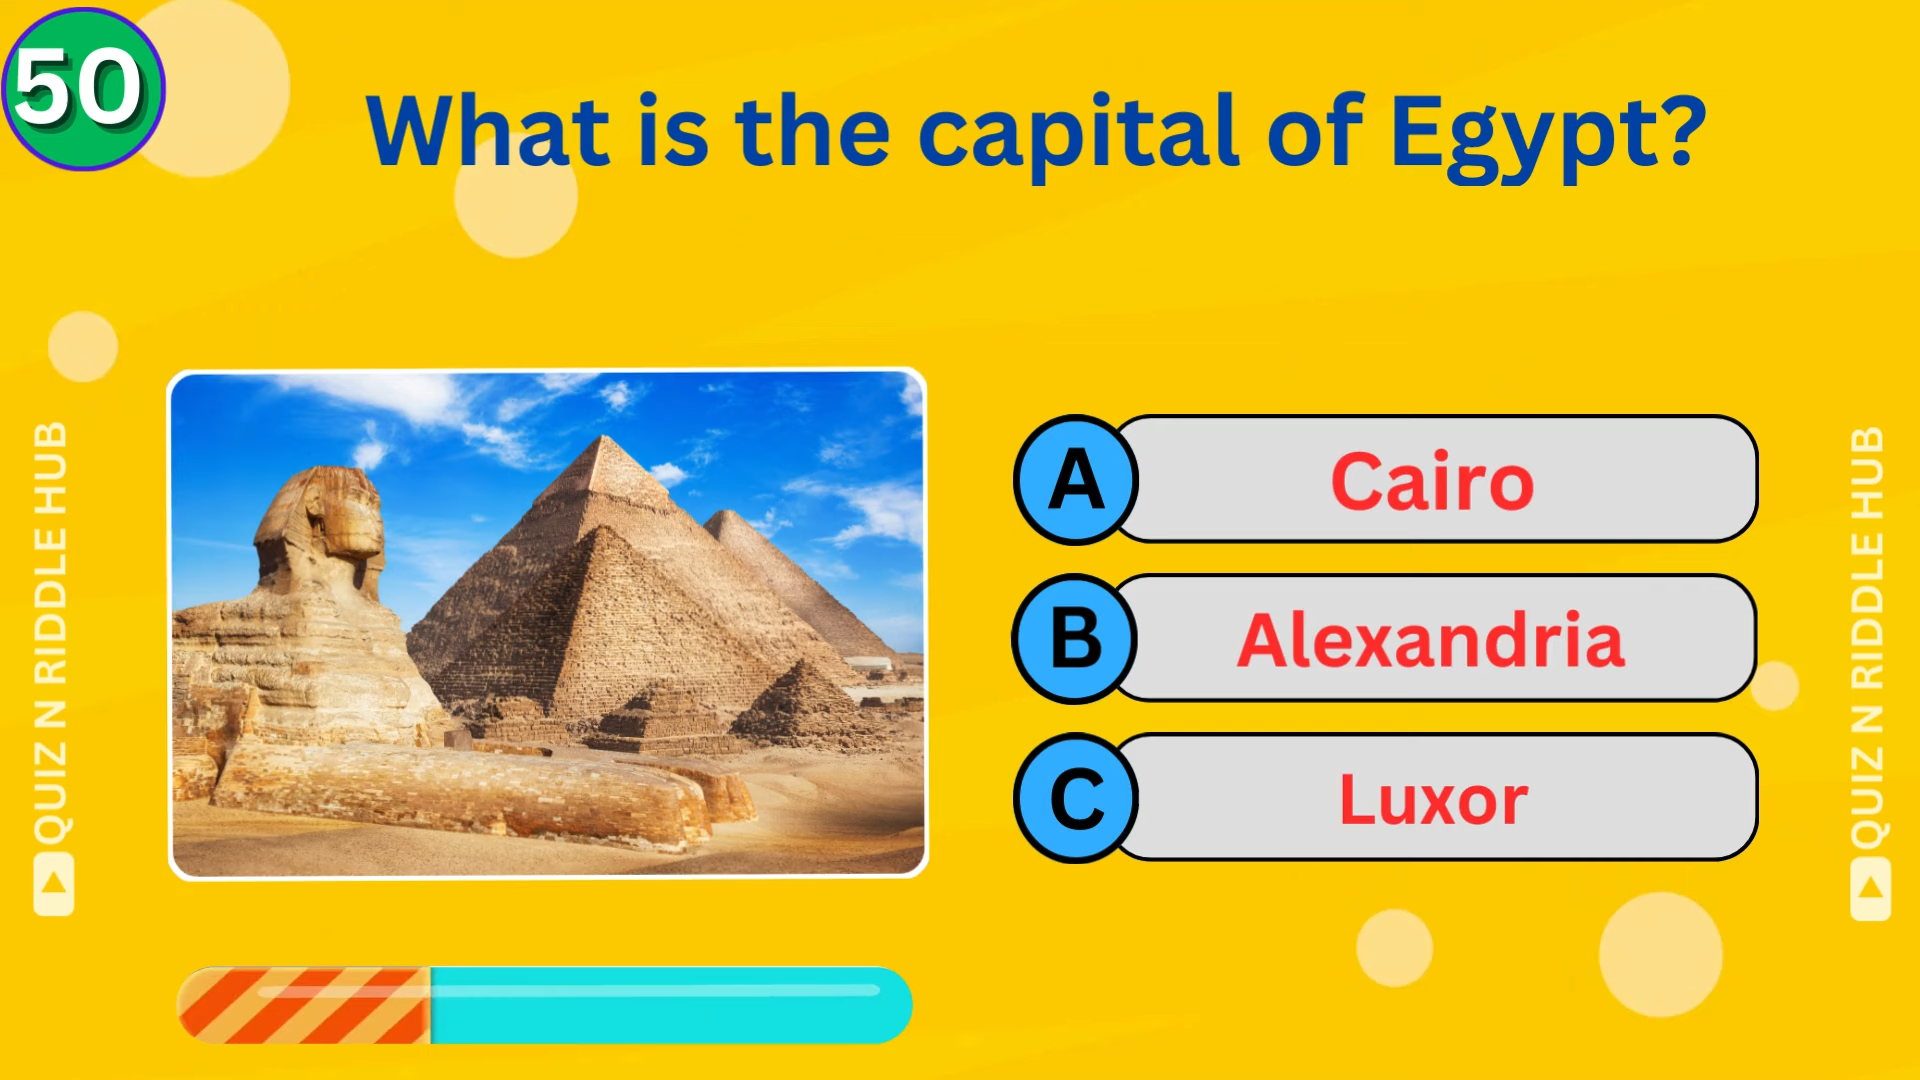 50
What is the capital of Egypt?
A Cairo
B Alexandria
C Luxor
QUIZ N RIDDLE HUB
QUIZ N RIDDLE HUB